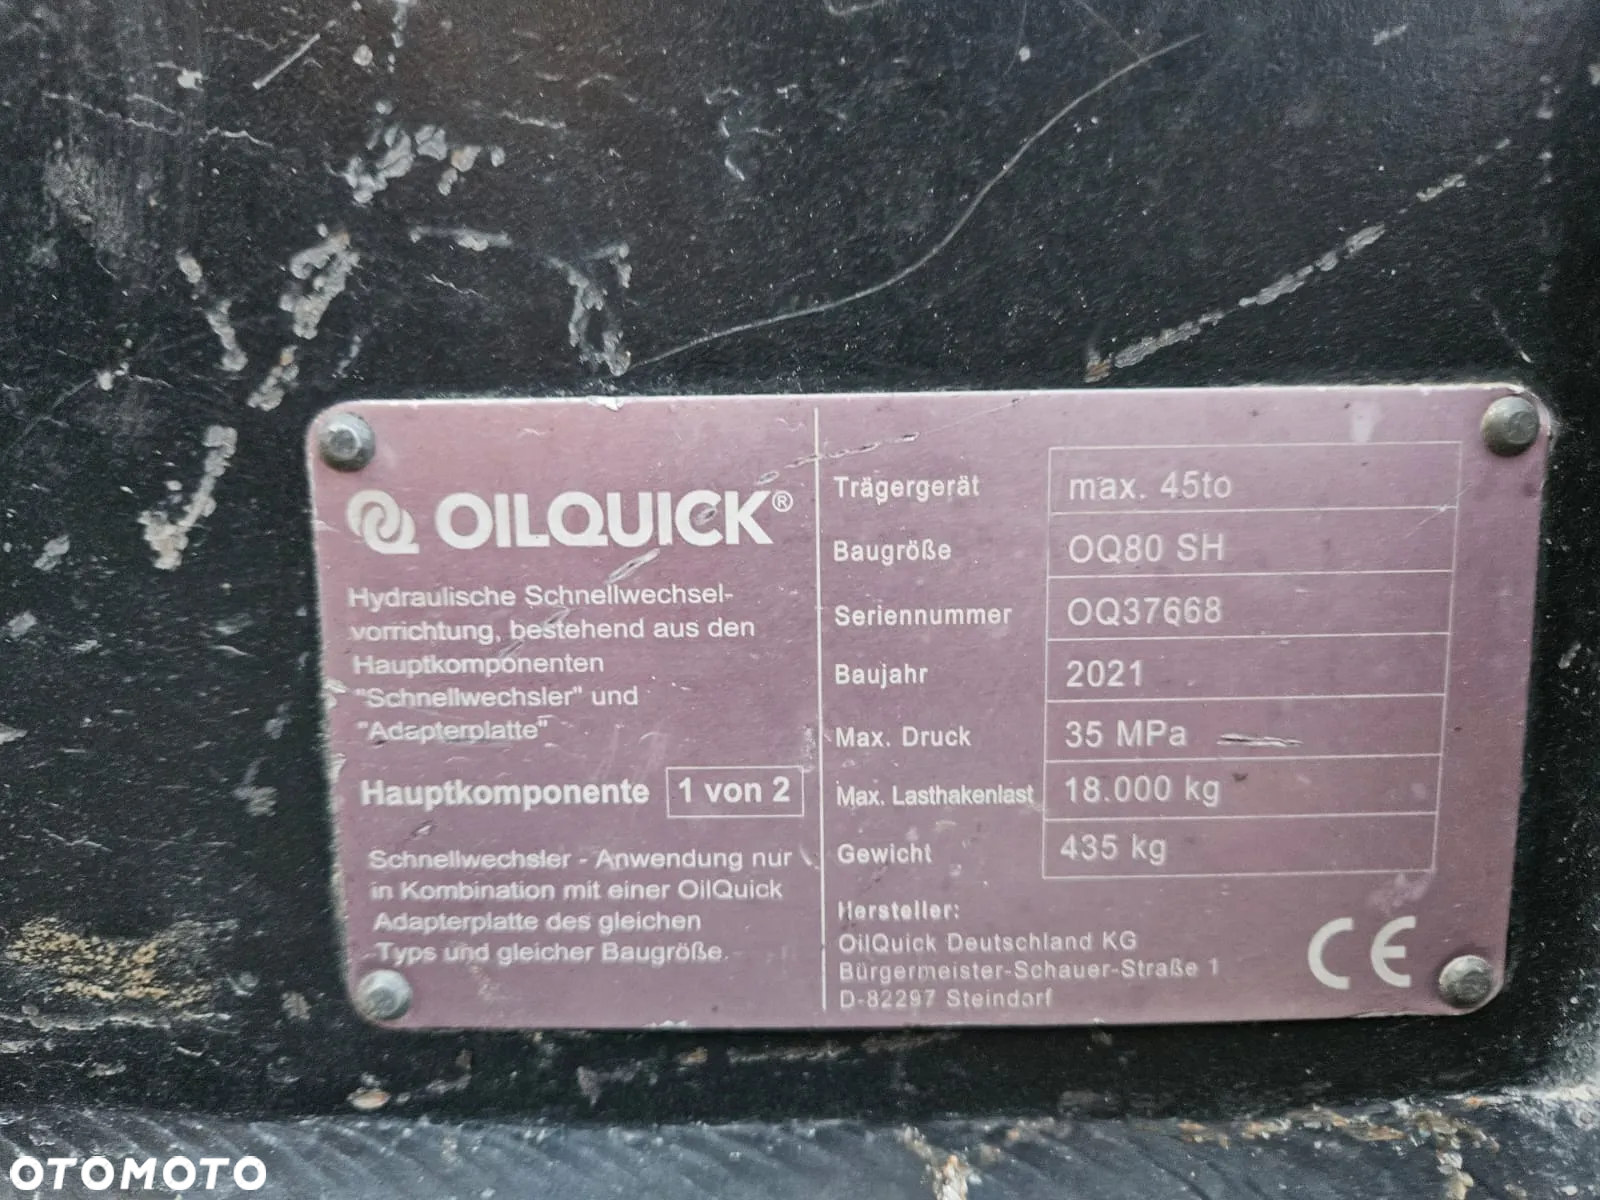 OILQUICK®
Hydraulische Schnellwechsel-
vorrichtung, bestehend aus den
Hauptkomponenten
"Schnellwechsler" und
"Adapterplatte"
Hauptkomponente 1 von 2
Schnellwechsler - Anwendung nur
in Kombination mit einer OilQuick
Adapterplatte des gleichen
Typs und gleicher Baugröße.
Trägergerät max. 45to
Baugröße OQ80 SH
Seriennummer OQ37668
Baujahr 2021
Max. Druck 35 MPa
Max. Lasthakenlast 18.000 kg
Gewicht 435 kg
Hersteller:
OilQuick Deutschland KG
Bürgermeister-Schauer-Straße 1
D-82297 Steindorf
CE
OTOMOTO